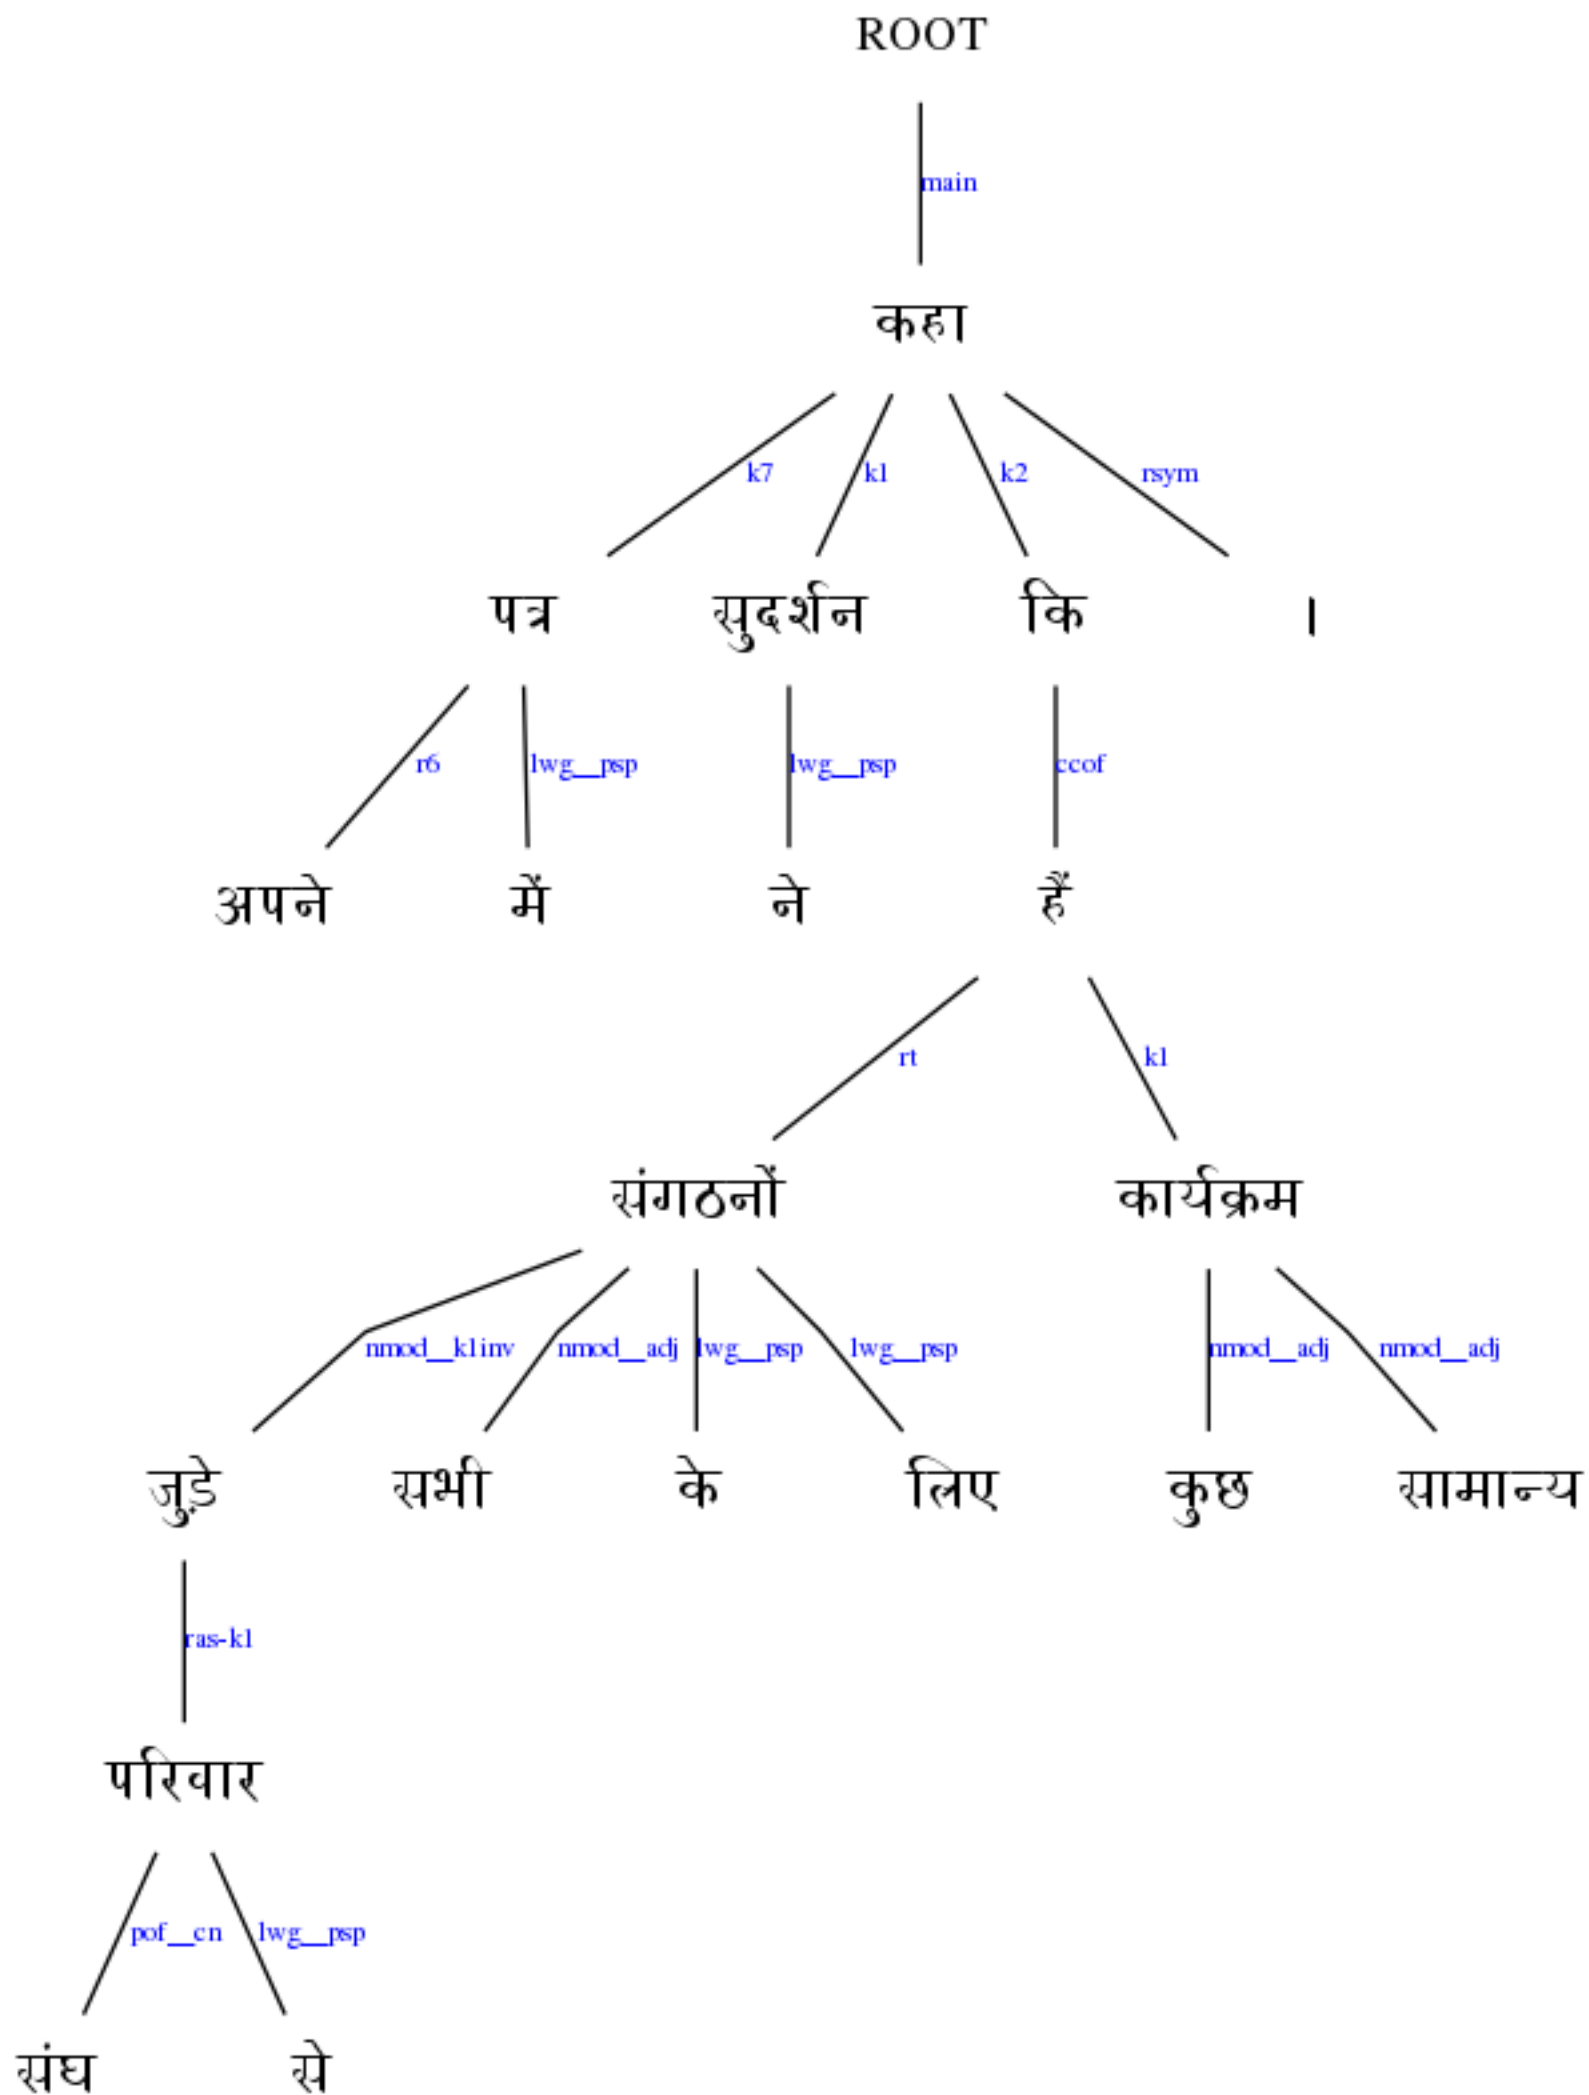 ROOT
main
कहा
k7 k1 k2 rsym
पत्र सुदर्शन कि ।
r6 lwg__psp lwg__psp ccof
अपने में ने हैं
rt k1
संगठनों कार्यक्रम
nmod__k1inv nmod__adj lwg__psp lwg__psp nmod__adj nmod__adj
जुड़े सभी के लिए कुछ सामान्य
ras-k1
परिवार
pof__cn lwg__psp
संघ से